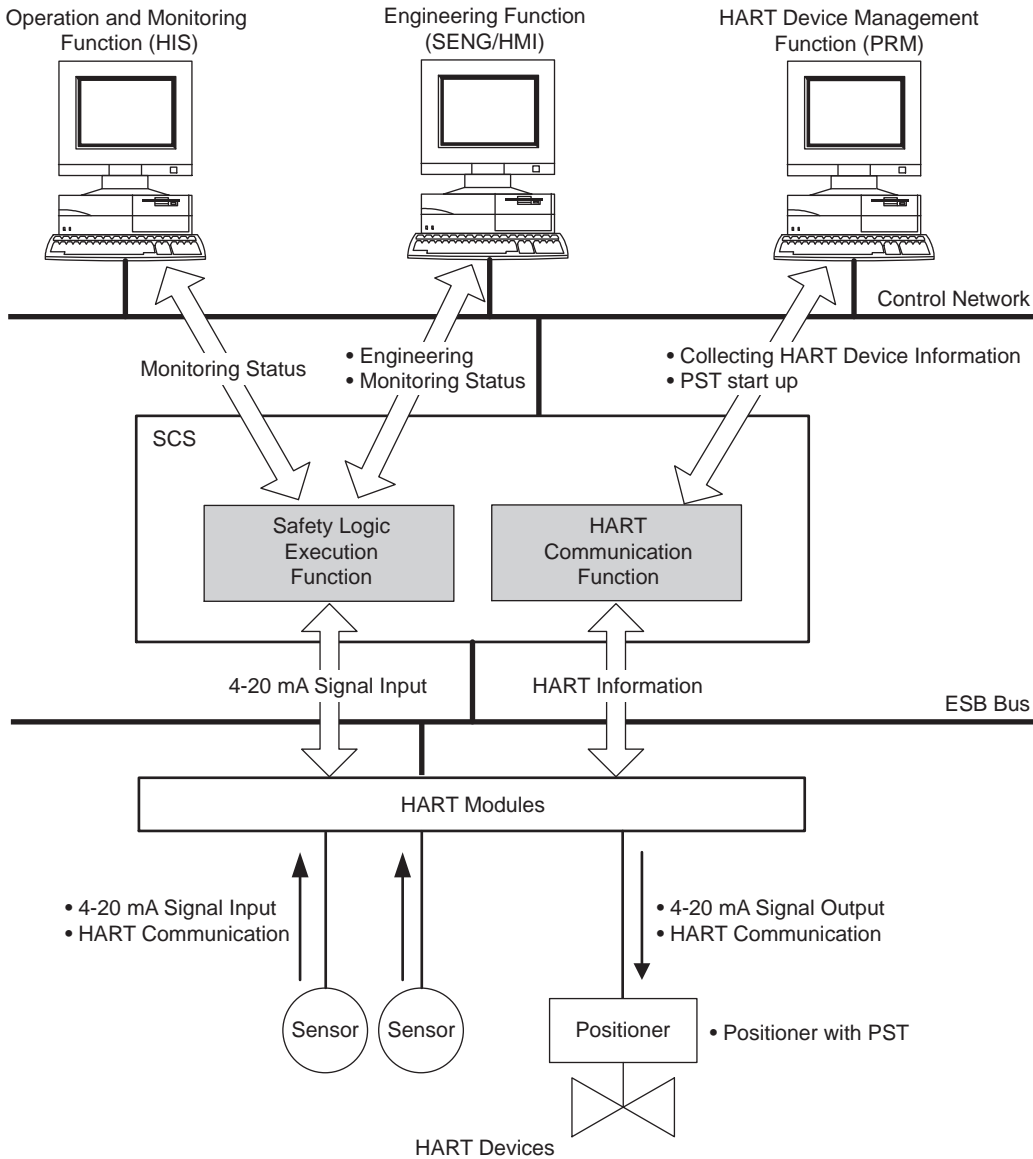 Operation and Monitoring
Function (HIS)
Engineering Function
(SENG/HMI)
HART Device Management
Function (PRM)
Control Network
Monitoring Status
• Engineering
• Monitoring Status
• Collecting HART Device Information
• PST start up
SCS
Safety Logic
Execution
Function
HART
Communication
Function
4-20 mA Signal Input
HART Information
ESB Bus
HART Modules
• 4-20 mA Signal Input
• HART Communication
• 4-20 mA Signal Output
• HART Communication
Sensor
Sensor
Positioner
• Positioner with PST
HART Devices